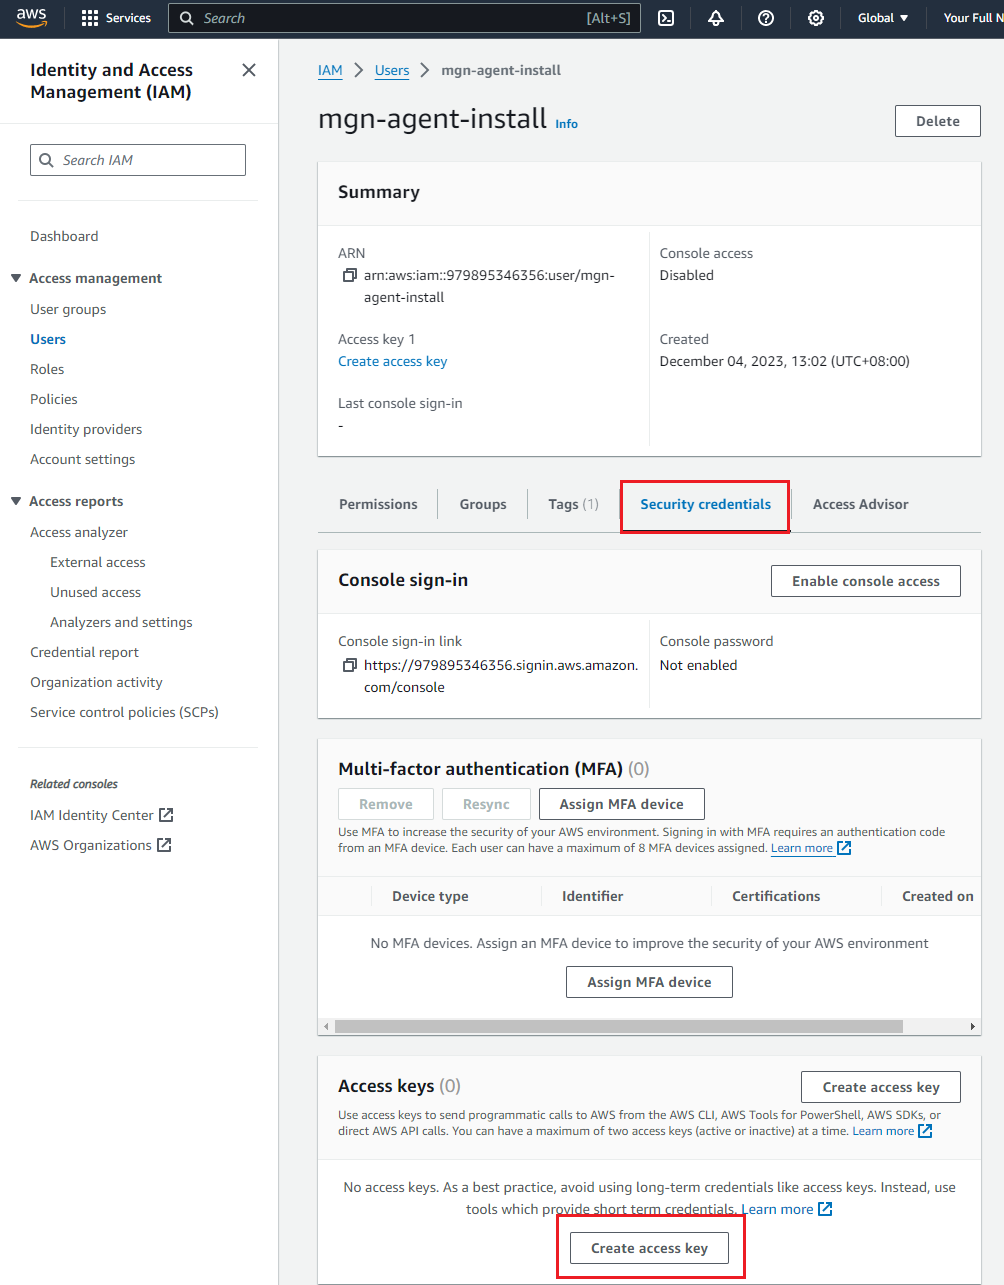 aws
Services
Search
[Alt+S]
Global
Your Full N
Identity and Access
Management (IAM)
Search IAM
Dashboard
Access management
User groups
Users
Roles
Policies
Identity providers
Account settings
Access reports
Access analyzer
External access
Unused access
Analyzers and settings
Credential report
Organization activity
Service control policies (SCPs)
Related consoles
IAM Identity Center
AWS Organizations
IAM > Users > mgn-agent-install
mgn-agent-install Info
Delete
Summary
ARN
arn:aws:iam::979895346356:user/mgn-
agent-install
Console access
Disabled
Access key 1
Create access key
Created
December 04, 2023, 13:02 (UTC+08:00)
Last console sign-in
-
Permissions
Groups
Tags (1)
Security credentials
Access Advisor
Console sign-in
Enable console access
Console sign-in link
https://979895346356.signin.aws.amazon.
com/console
Console password
Not enabled
Multi-factor authentication (MFA) (0)
Remove
Resync
Assign MFA device
Use MFA to increase the security of your AWS environment. Signing in with MFA requires an authentication code
from an MFA device. Each user can have a maximum of 8 MFA devices assigned. Learn more
Device type
Identifier
Certifications
Created on
No MFA devices. Assign an MFA device to improve the security of your AWS environment
Assign MFA device
Access keys (0)
Create access key
Use access keys to send programmatic calls to AWS from the AWS CLI, AWS Tools for PowerShell, AWS SDKs, or
direct AWS API calls. You can have a maximum of two access keys (active or inactive) at a time. Learn more
No access keys. As a best practice, avoid using long-term credentials like access keys. Instead, use
tools which provide short term credentials. Learn more
Create access key